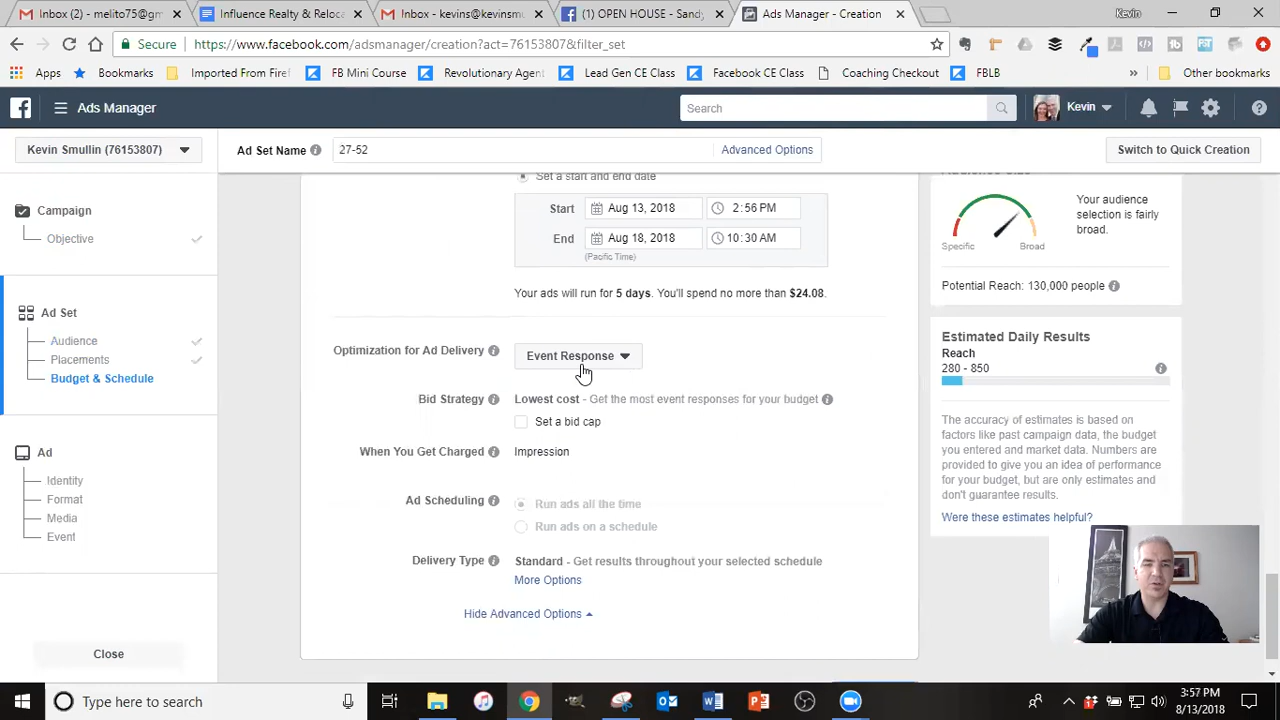 Inbox (2) - melito75@gm
Influence Realty & Reloca
Inbox - kevins@kevinsmu
(1) OPEN HOUSE - Sand
Ads Manager - Creation
Kevin
Secure
https://www.facebook.com/adsmanager/creation?act=76153807&filter_set
Apps
Bookmarks
Imported From Firef
FB Mini Course
Revolutionary Agent
Lead Gen CE Class
Facebook CE Class
Coaching Checkout
FBLB
Other bookmarks
Ads Manager
Search
Kevin
Kevin Smullin (76153807)
Ad Set Name
27-52
Advanced Options
Switch to Quick Creation
Campaign
Objective
Ad Set
Audience
Placements
Budget & Schedule
Ad
Identity
Format
Media
Event
Close
Set a start and end date
Start
Aug 13, 2018
2:56 PM
End
Aug 18, 2018
10:30 AM
(Pacific Time)
Your ads will run for 5 days. You'll spend no more than $24.08.
Optimization for Ad Delivery
Event Response
Bid Strategy
Lowest cost - Get the most event responses for your budget
Set a bid cap
When You Get Charged
Impression
Ad Scheduling
Run ads all the time
Run ads on a schedule
Delivery Type
Standard - Get results throughout your selected schedule
More Options
Hide Advanced Options
Audience Size
Your audience
selection is fairly
broad.
Specific
Broad
Potential Reach: 130,000 people
Estimated Daily Results
Reach
280 - 850
The accuracy of estimates is based on
factors like past campaign data, the budget
you entered and market data. Numbers are
provided to give you an idea of performance
for your budget, but are only estimates and
don't guarantee results.
Were these estimates helpful?
Type here to search
3:57 PM
8/13/2018